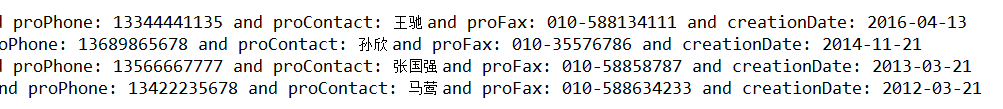 proPhone: 13344441135 and proContact: 王驰 and proFax: 010-588134111 and creationDate: 2016-04-13
proPhone: 13689865678 and proContact: 孙欣 and proFax: 010-35576786 and creationDate: 2014-11-21
proPhone: 13566667777 and proContact: 张国强 and proFax: 010-58858787 and creationDate: 2013-03-21
and proPhone: 13422235678 and proContact: 马莺 and proFax: 010-588634233 and creationDate: 2012-03-21